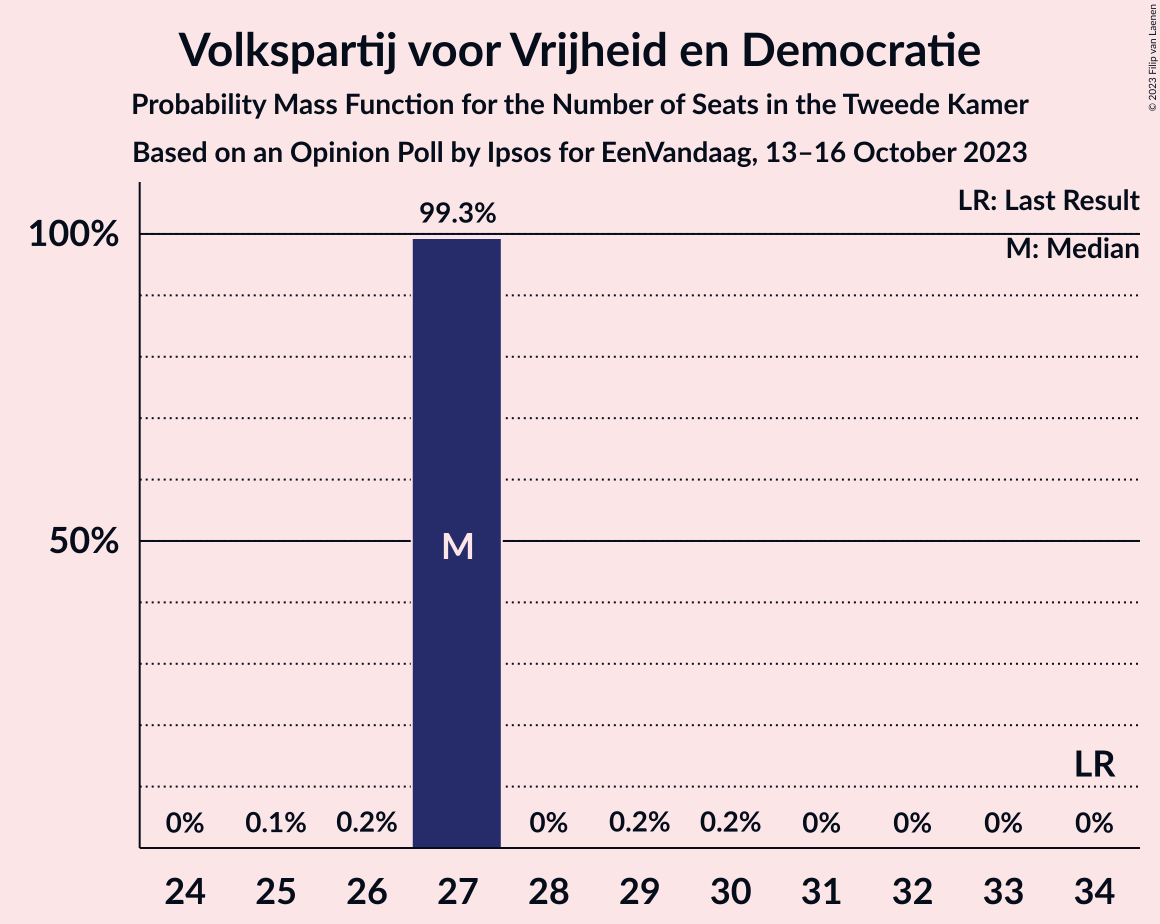 Volkspartij voor Vrijheid en Democratie
Probability Mass Function for the Number of Seats in the Tweede Kamer
Based on an Opinion Poll by Ipsos for EenVandaag, 13–16 October 2023
© 2023 Filip van Laenen
LR: Last Result
M: Median
100%
50%
99.3%
M
LR
0% 0.1% 0.2% 0% 0.2% 0.2% 0% 0% 0% 0%
24 25 26 27 28 29 30 31 32 33 34